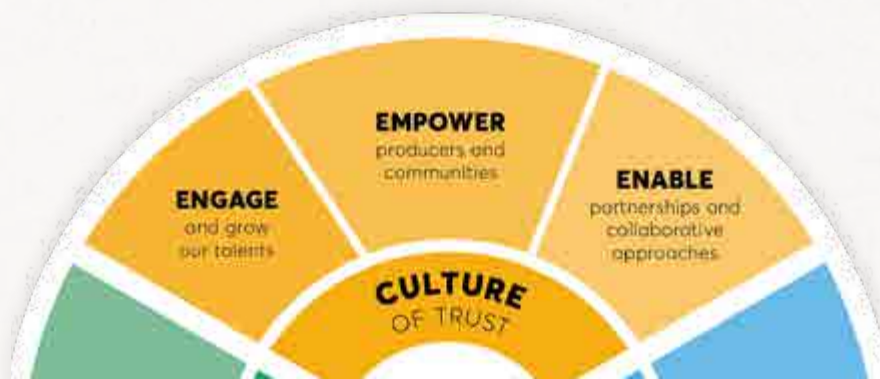 EMPOWER
producers and
communities
ENGAGE
and grow
our talents
ENABLE
partnerships and
collaborative
approaches
CULTURE
OF TRUST